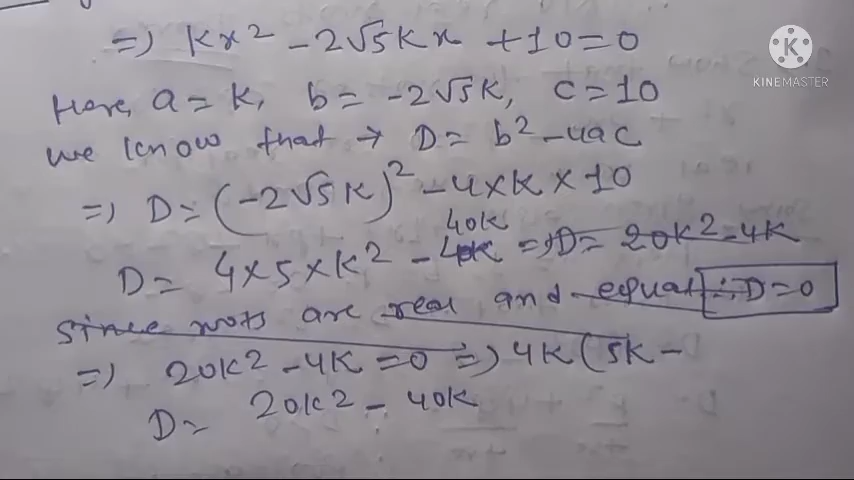 =) Kx² - 2√5Kx + 10 = 0
K
KINEMASTER
Here, a = K, b = -2√5K, c = 10
we know that → D = b² - 4ac
=) D = (-2√5K)² - 4×K×10
40K
D = 4×5×K² - =) D = 20K² - 4K
since roots are real and equal ∴ D = 0
=) 20K² - 4K = 0 =) 4K(5K -
D = 20K² - 40K